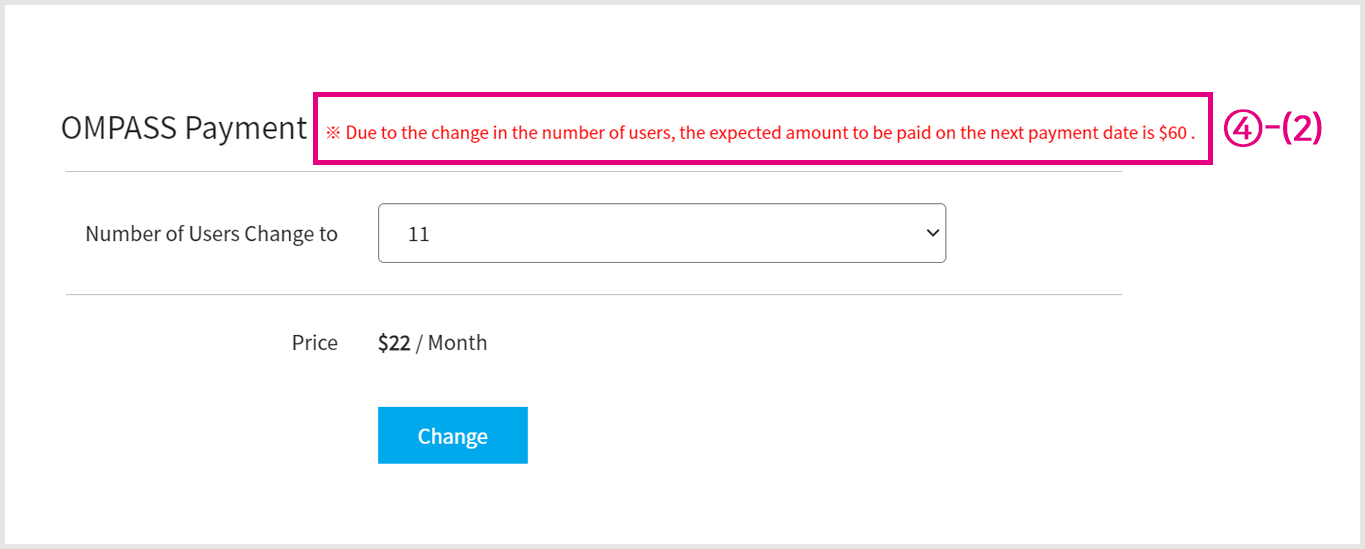 OMPASS Payment ※ Due to the change in the number of users, the expected amount to be paid on the next payment date is $60 . ④-(2)
Number of Users Change to 11
Price $22 / Month
Change